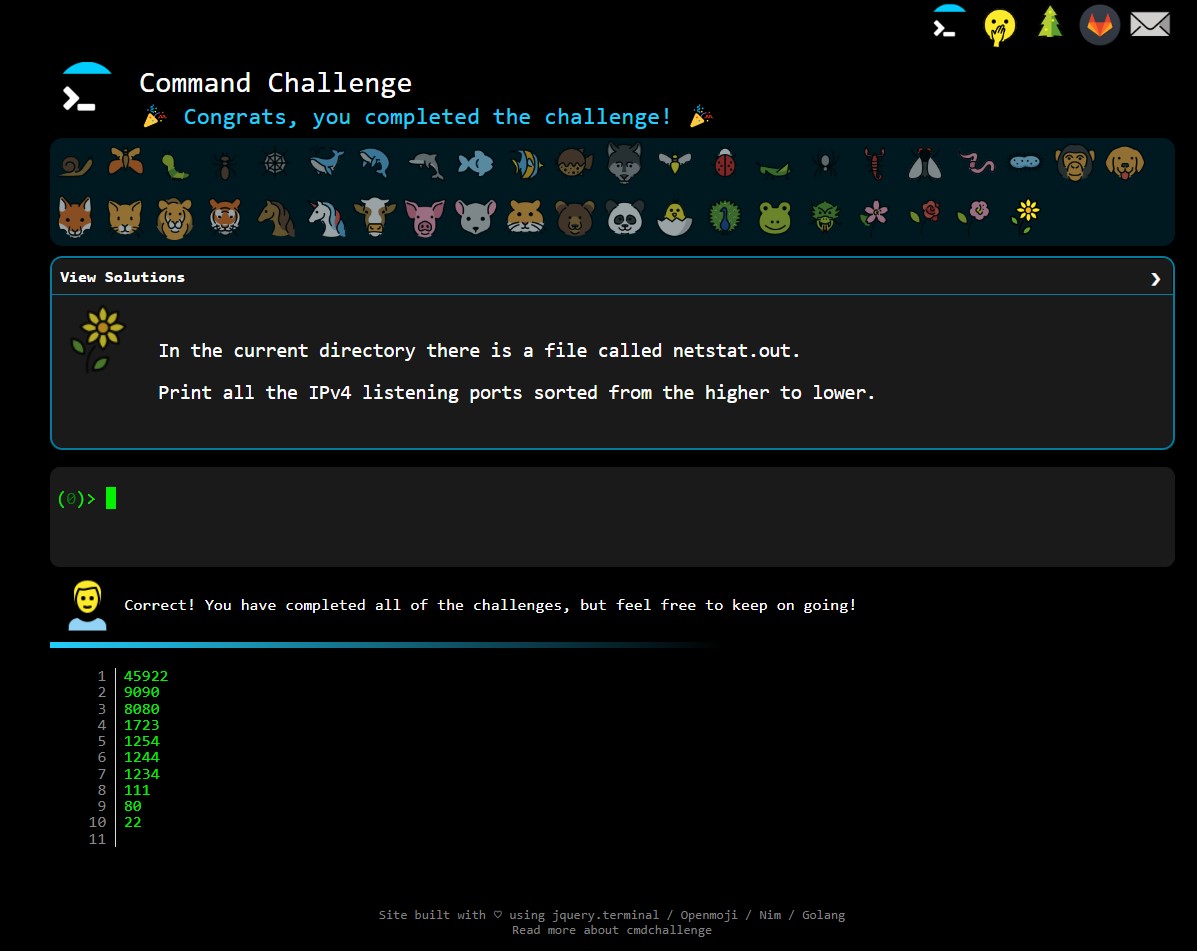 Command Challenge
🎉 Congrats, you completed the challenge! 🎉
View Solutions ❯
In the current directory there is a file called netstat.out.
Print all the IPv4 listening ports sorted from the higher to lower.
(0)>
Correct! You have completed all of the challenges, but feel free to keep on going!
1 45922
2 9090
3 8080
4 1723
5 1254
6 1244
7 1234
8 111
9 80
10 22
11
Site built with ♡ using jquery.terminal / Openmoji / Nim / Golang
Read more about cmdchallenge